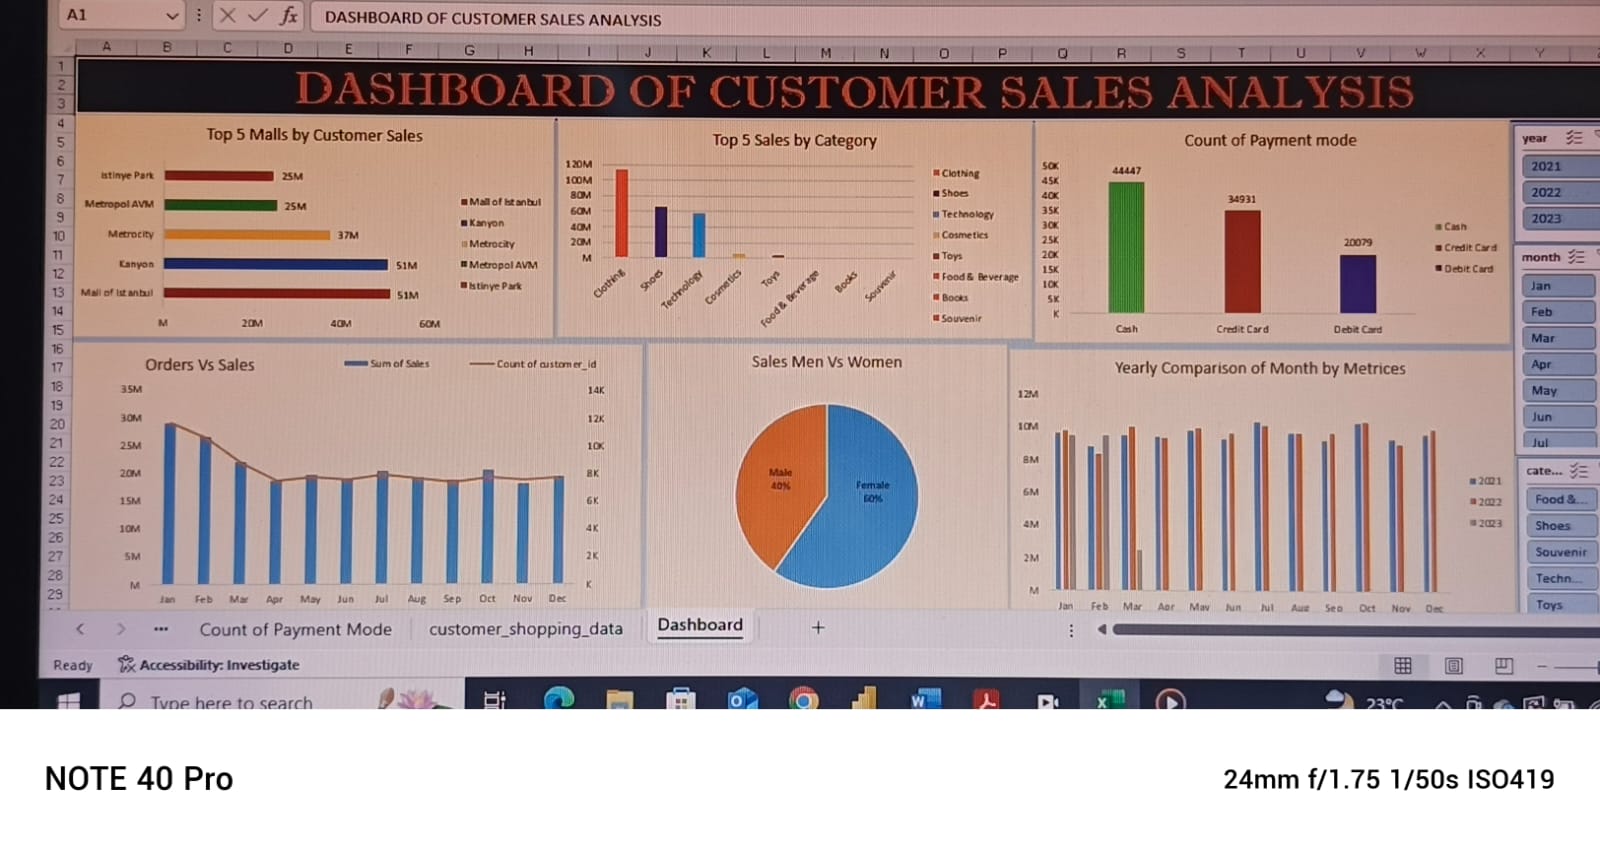 A1
fx
DASHBOARD OF CUSTOMER SALES ANALYSIS
A B C D E F G H I J K L M N O P Q R S T U V W X Y Z
1
2
3
4
5
6
7
8
9
10
11
12
13
14
15
16
17
18
19
20
21
22
23
24
25
26
27
28
29
DASHBOARD OF CUSTOMER SALES ANALYSIS
Top 5 Malls by Customer Sales
Istinye Park 25M
Metropol AVM 25M
Metrocity 37M
Kanyon 51M
Mall of Istanbul 51M
M 20M 40M 60M
Mall of Istanbul
Kanyon
Metrocity
Metropol AVM
Istinye Park
Top 5 Sales by Category
120M
100M
80M
60M
40M
20M
M
Clothing Shoes Technology Cosmetics Toys Food & Beverage Books Souvenir
Clothing
Shoes
Technology
Cosmetics
Toys
Food & Beverage
Books
Souvenir
Count of Payment mode
50K
45K
40K
35K
30K
25K
20K
15K
10K
5K
K
44447
34931
20079
Cash Credit Card Debit Card
Cash
Credit Card
Debit Card
year
2021
2022
2023
month
Jan
Feb
Mar
Apr
May
Jun
Jul
cate...
Food &...
Shoes
Souvenir
Techn...
Toys
Orders Vs Sales
Sum of Sales Count of customer_id
35M
30M
25M
20M
15M
10M
5M
M
14K
12K
10K
8K
6K
4K
2K
K
Jan Feb Mar Apr May Jun Jul Aug Sep Oct Nov Dec
Sales Men Vs Women
Male
40%
Female
60%
Yearly Comparison of Month by Metrices
12M
10M
8M
6M
4M
2M
M
Jan Feb Mar Apr May Jun Jul Aug Sep Oct Nov Dec
2021
2022
2023
... Count of Payment Mode customer_shopping_data Dashboard +
Ready Accessibility: Investigate
Type here to search
23°C
NOTE 40 Pro
24mm f/1.75 1/50s ISO419